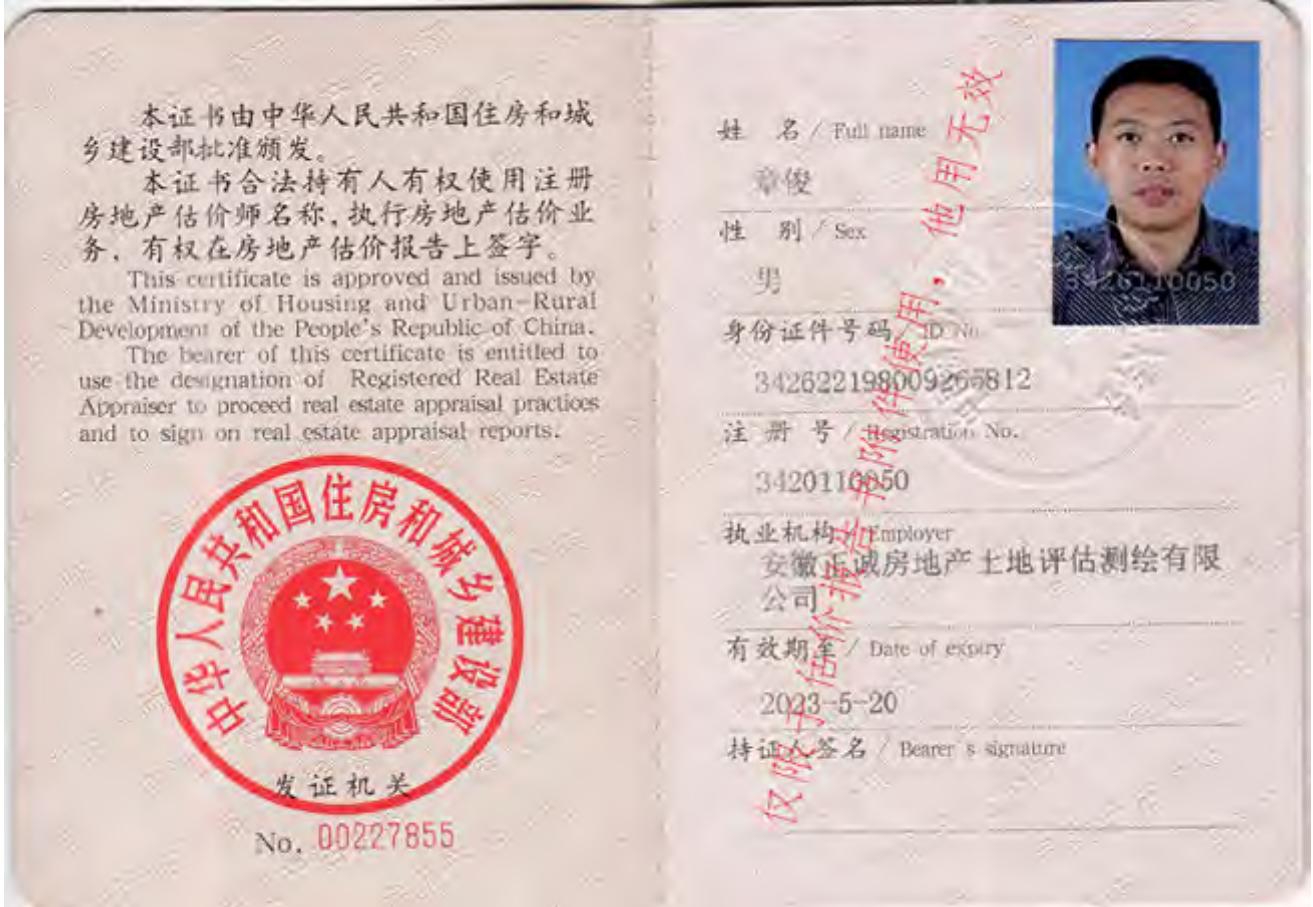 本证书由中华人民共和国住房和城
乡建设部批准颁发。
本证书合法持有人有权使用注册
房地产估价师名称，执行房地产估价业
务，有权在房地产估价报告上签字。
This certificate is approved and issued by
the Ministry of Housing and Urban-Rural
Development of the People's Republic of China.
The bearer of this certificate is entitled to
use the designation of Registered Real Estate
Appraiser to proceed real estate appraisal practices
and to sign on real estate appraisal reports.
中华人民共和国住房和城乡建设部
发证机关
No. 00227855
姓 名 / Full name
章俊
性 别 / Sex
男
身份证件号码 ID No.
342622198009265812
注 册 号 / Registration No.
3420110050
执业机构 / Employer
安徽正诚房地产土地评估测绘有限
公司
有效期至 / Date of expiry
2023-5-20
持证人签名 / Bearer's signature
仅限于估价报告书附件使用，他用无效